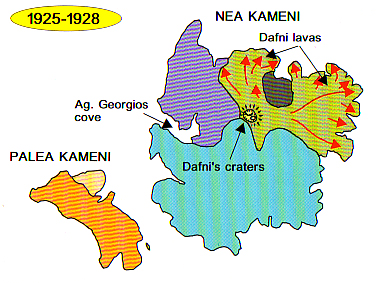 1925-1928
NEA KAMENI
Dafni lavas
Ag. Georgios
cove
PALEA KAMENI
Dafni's craters